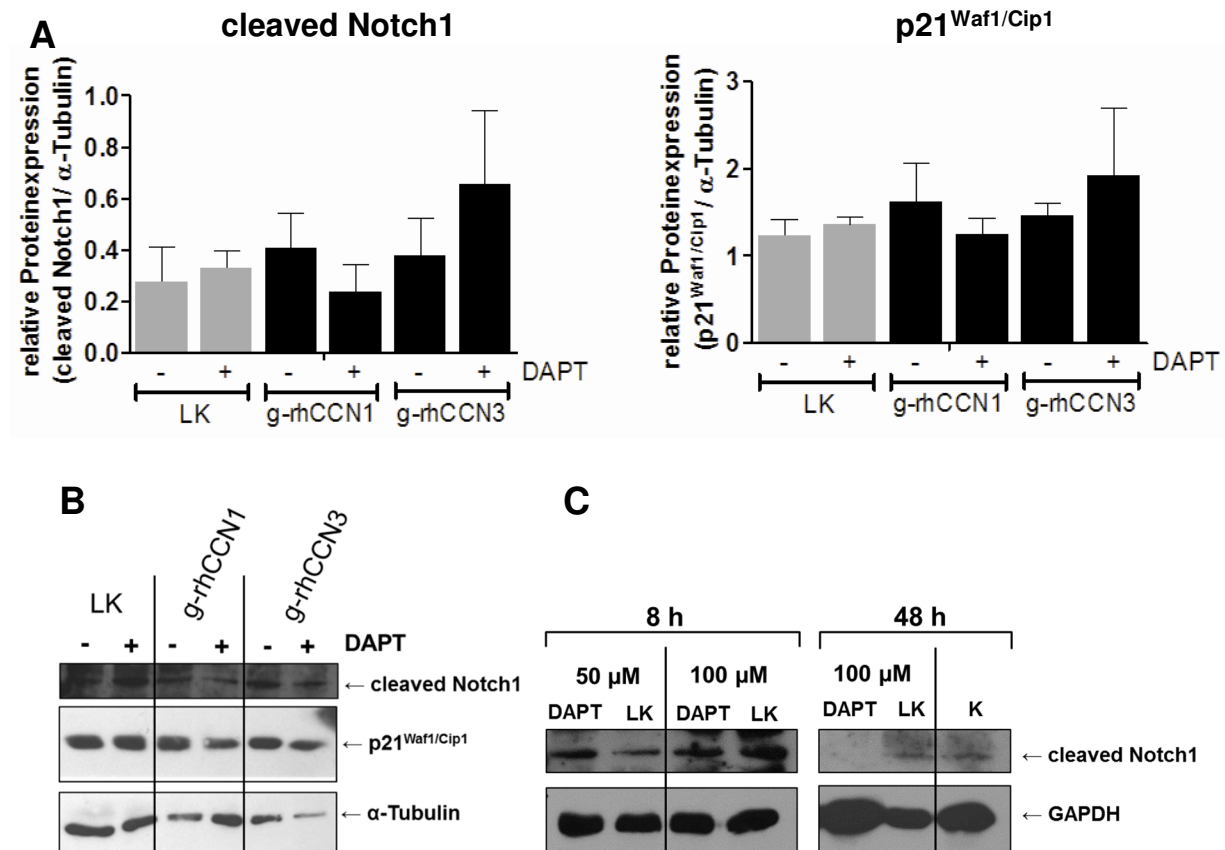 A
cleaved Notch1
relative Proteinexpression
(cleaved Notch1/ α-Tubulin)
1.0
0.8
0.6
0.4
0.2
0.0
- + - + - + DAPT
LK g-rhCCN1 g-rhCCN3
p21Waf1/Cip1
relative Proteinexpression
(p21Waf1/Cip1/ α-Tubulin)
3
2
1
0
- + - + - + DAPT
LK g-rhCCN1 g-rhCCN3
B
LK g-rhCCN1 g-rhCCN3
- + - + - + DAPT
← cleaved Notch1
← p21Waf1/Cip1
← α-Tubulin
C
8 h 48 h
50 µM 100 µM 100 µM
DAPT LK DAPT LK DAPT LK K
← cleaved Notch1
← GAPDH